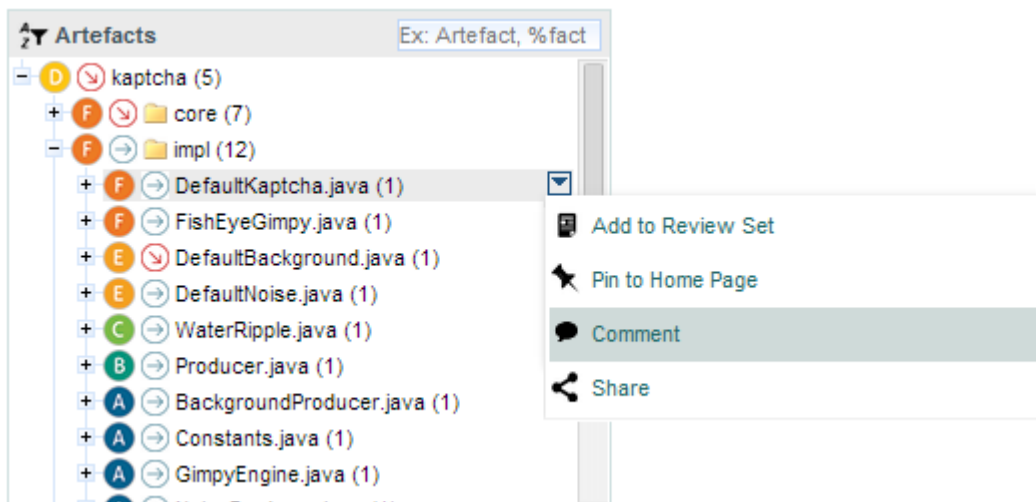 Artefacts
Ex: Artefact, %fact
D kaptcha (5)
F core (7)
F impl (12)
F DefaultKaptcha.java (1)
F FishEyeGimpy.java (1)
E DefaultBackground.java (1)
E DefaultNoise.java (1)
C WaterRipple.java (1)
B Producer.java (1)
A BackgroundProducer.java (1)
A Constants.java (1)
A GimpyEngine.java (1)
Add to Review Set
Pin to Home Page
Comment
Share